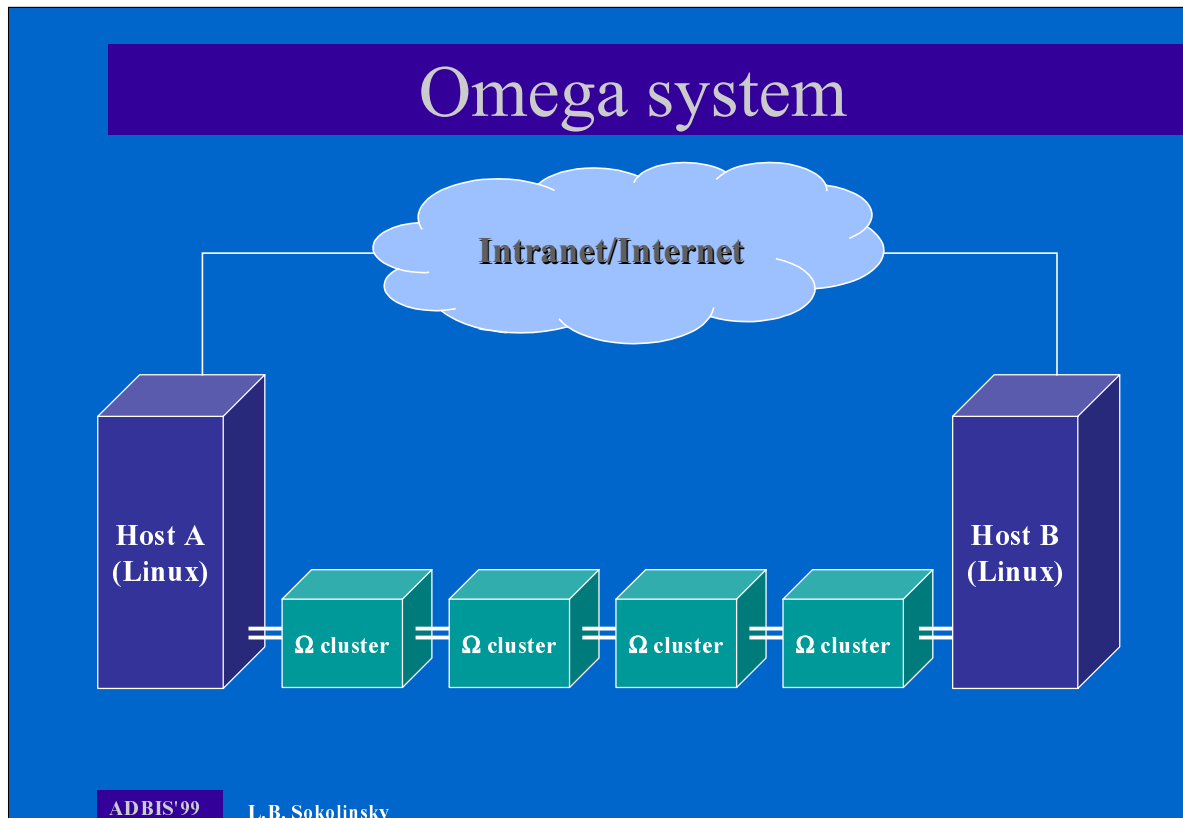 Omega system
Intranet/Internet
Host A
(Linux)
Host B
(Linux)
Ω cluster
Ω cluster
Ω cluster
Ω cluster
ADBIS'99
L.B. Sokolinsky